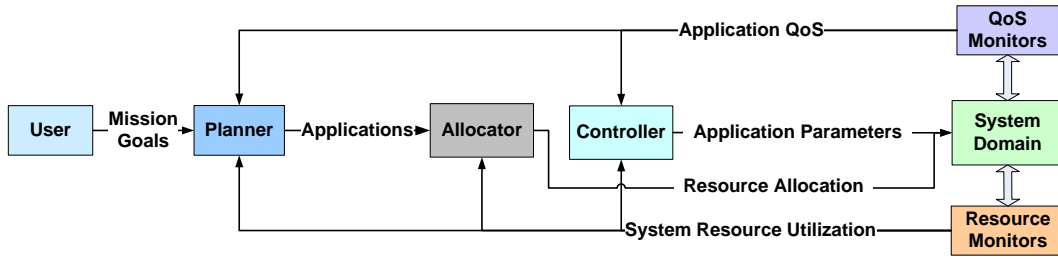 Application QoS
QoS
Monitors
User
Mission
Goals
Planner
Applications
Allocator
Controller
Application Parameters
System
Domain
Resource Allocation
System Resource Utilization
Resource
Monitors